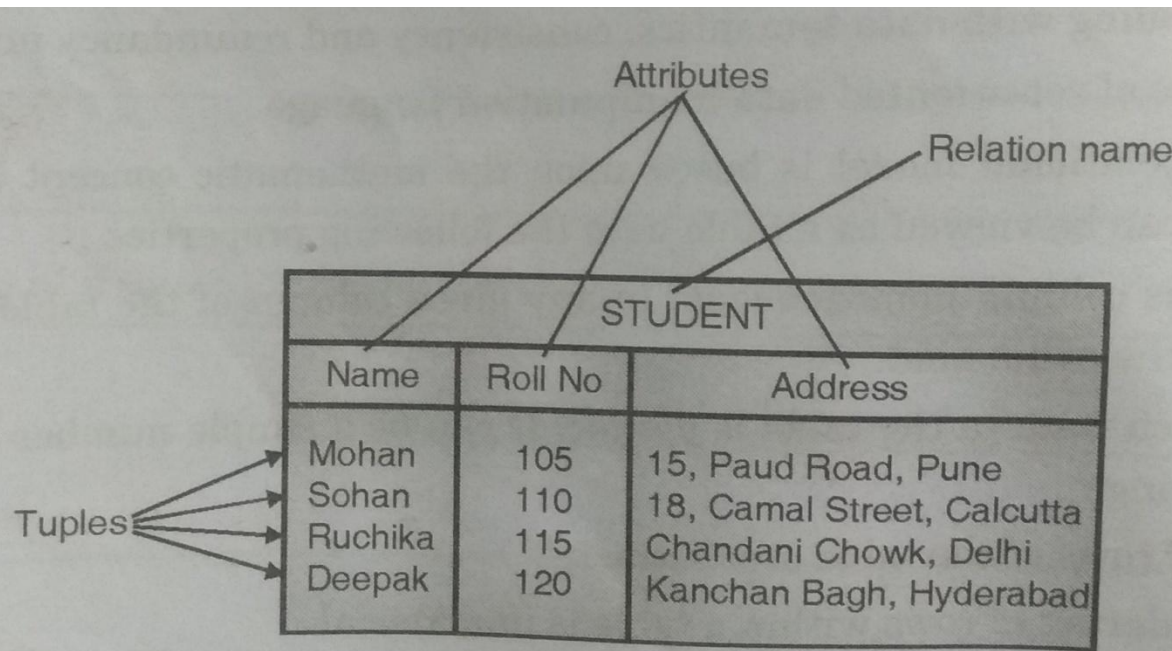 Attributes
Relation name
STUDENT
Name Roll No Address
Mohan 105 15, Paud Road, Pune
Sohan 110 18, Camal Street, Calcutta
Tuples
Ruchika 115 Chandani Chowk, Delhi
Deepak 120 Kanchan Bagh, Hyderabad